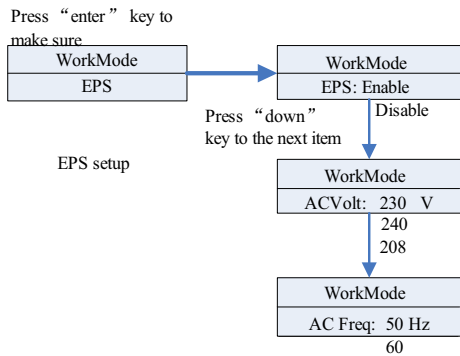 Press “enter” key to
make sure
WorkMode
EPS
WorkMode
EPS: Enable
Disable
Press “down”
key to the next item
EPS setup
WorkMode
ACVolt: 230 V
240
208
WorkMode
AC Freq: 50 Hz
60